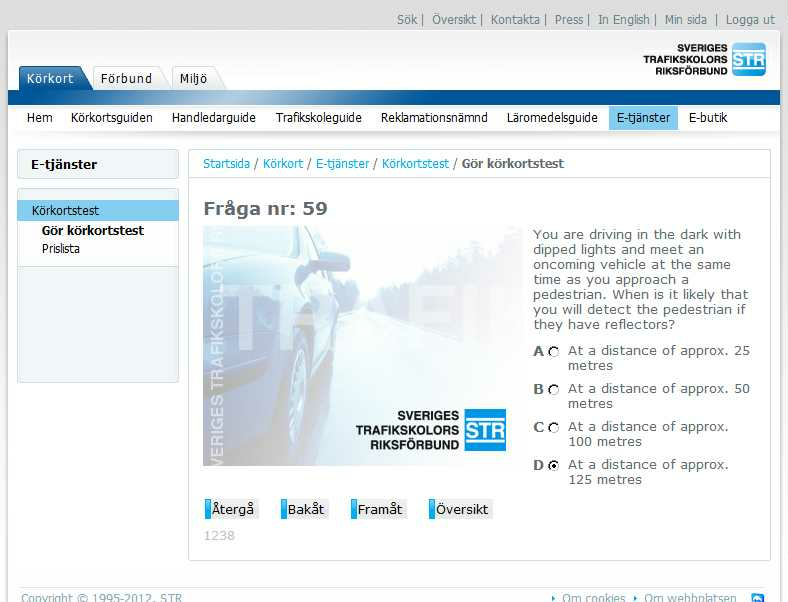 Sök | Översikt | Kontakta | Press | In English | Min sida | Logga ut
SVERIGES
TRAFIKSKOLORS
RIKSFÖRBUND
STR
Körkort Förbund Miljö
Hem Körkortsguiden Handledarguide Trafikskoleguide Reklamationsnämnd Läromedelsguide E-tjänster E-butik
E-tjänster
Körkortstest
Gör körkortstest
Prislista
Startsida / Körkort / E-tjänster / Körkortstest / Gör körkortstest
Fråga nr: 59
SVERIGES TRAFIKSKOLOR
TRAFI
SVERIGES
TRAFIKSKOLORS
RIKSFÖRBUND
STR
You are driving in the dark with
dipped lights and meet an
oncoming vehicle at the same
time as you approach a
pedestrian. When is it likely that
you will detect the pedestrian if
they have reflectors?
A At a distance of approx. 25
metres
B At a distance of approx. 50
metres
C At a distance of approx.
100 metres
D At a distance of approx.
125 metres
Återgå Bakåt Framåt Översikt
1238
Copyright © 1995-2012, STR
Om cookies Om webbplatsen